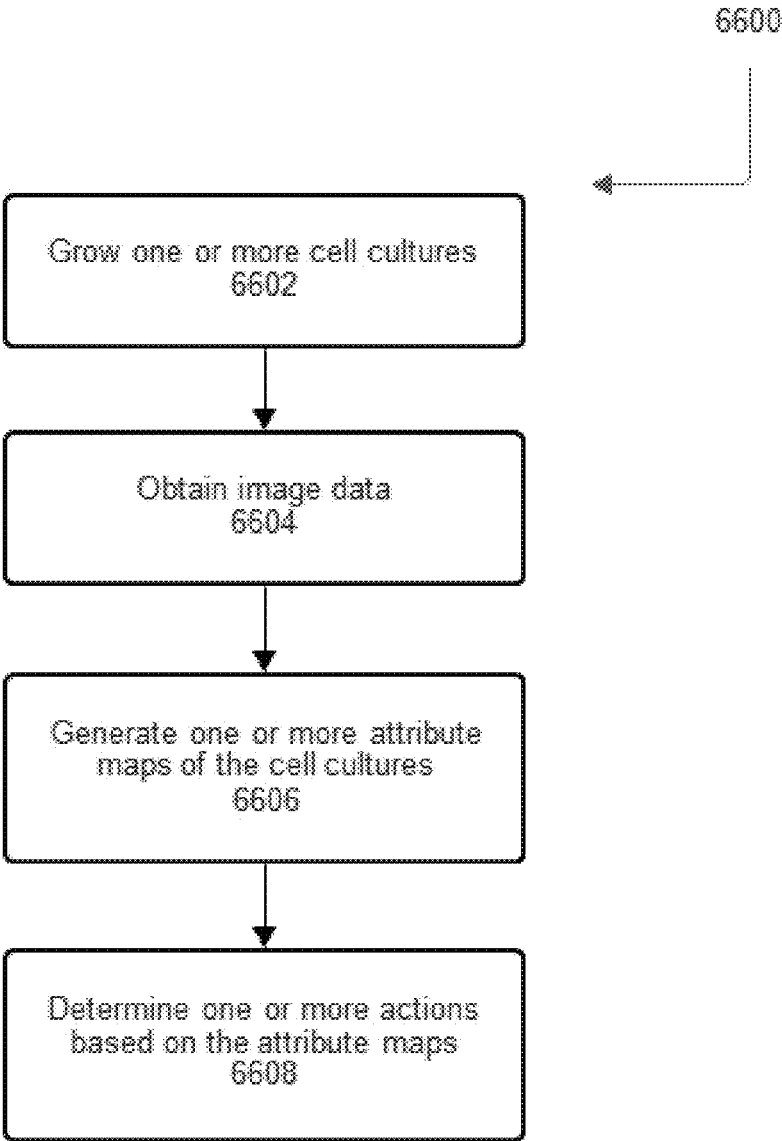 6600
Grow one or more cell cultures
6602
Obtain image data
6604
Generate one or more attribute
maps of the cell cultures
6606
Determine one or more actions
based on the attribute maps
6608